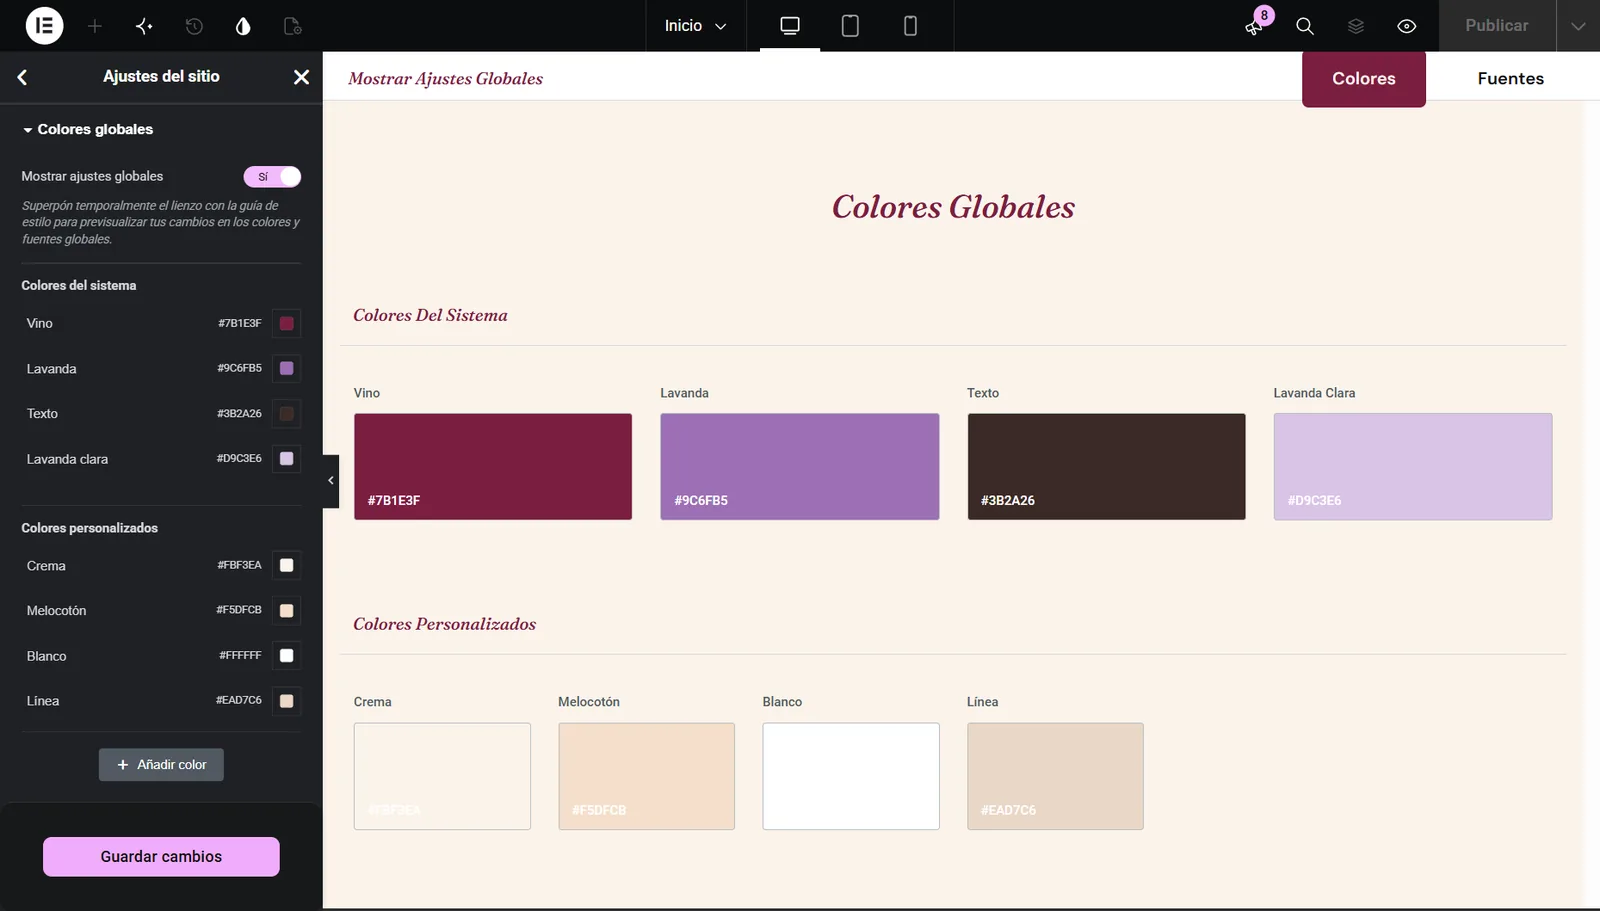 Inicio
8
Publicar
Ajustes del sitio
Mostrar Ajustes Globales
Colores
Fuentes
Colores globales
Mostrar ajustes globales
Sí
Superpón temporalmente el lienzo con la guía de
estilo para previsualizar tus cambios en los colores y
fuentes globales.
Colores del sistema
Vino #7B1E3F
Lavanda #9C6FB5
Texto #3B2A26
Lavanda clara #D9C3E6
Colores personalizados
Crema #FBF3EA
Melocotón #F5DFCB
Blanco #FFFFFF
Línea #EAD7C6
+ Añadir color
Guardar cambios
Colores Globales
Colores Del Sistema
Vino
Lavanda
Texto
Lavanda Clara
#7B1E3F
#9C6FB5
#3B2A26
#D9C3E6
Colores Personalizados
Crema
Melocotón
Blanco
Línea
#FBF3EA
#F5DFCB
#EAD7C6